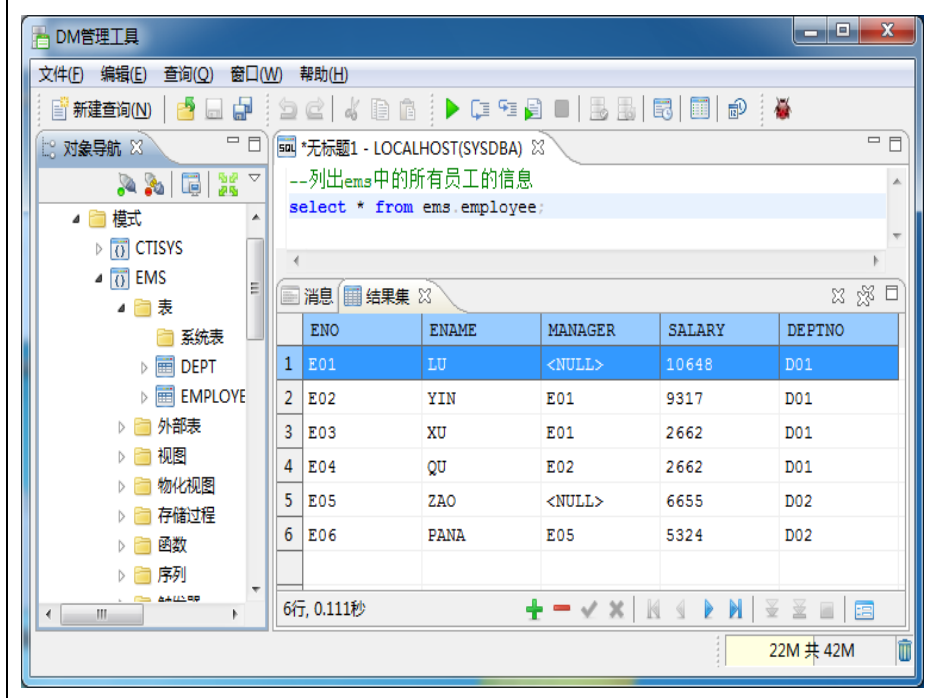 DM管理工具
文件(F) 编辑(E) 查询(Q) 窗口(W) 帮助(H)
新建查询(N)
对象导航
*无标题1 - LOCALHOST(SYSDBA)
--列出ems中的所有员工的信息
select * from ems.employee;
模式
CTISYS
EMS
表
系统表
DEPT
EMPLOYE
外部表
视图
物化视图
存储过程
函数
序列
消息 结果集
ENO ENAME MANAGER SALARY DEPTNO
1 E01 LU <NULL> 10648 D01
2 E02 YIN E01 9317 D01
3 E03 XU E01 2662 D01
4 E04 QU E02 2662 D01
5 E05 ZAO <NULL> 6655 D02
6 E06 PANA E05 5324 D02
6行, 0.111秒
22M 共 42M